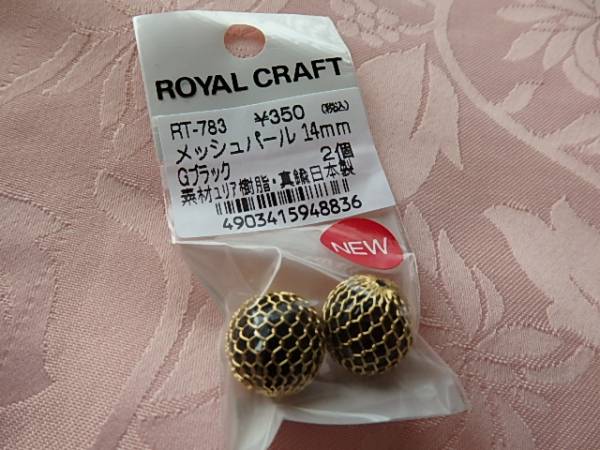 ROYAL CRAFT
RT-783 ¥350 (税込)
メッシュパール 14mm
Gブラック 2個
素材ユリア樹脂・真鍮日本製
4903415948836
NEW